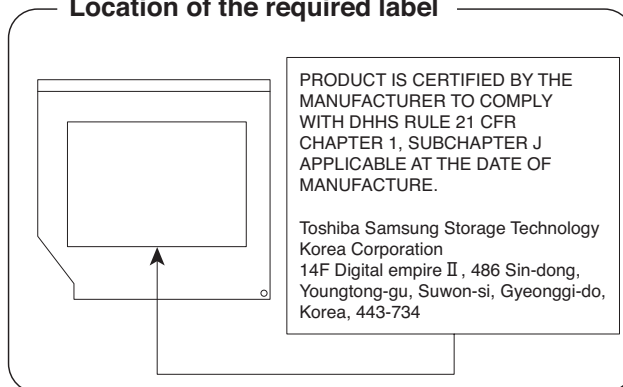 Location of the required label
PRODUCT IS CERTIFIED BY THE
MANUFACTURER TO COMPLY
WITH DHHS RULE 21 CFR
CHAPTER 1, SUBCHAPTER J
APPLICABLE AT THE DATE OF
MANUFACTURE.
Toshiba Samsung Storage Technology
Korea Corporation
14F Digital empire Ⅱ, 486 Sin-dong,
Youngtong-gu, Suwon-si, Gyeonggi-do,
Korea, 443-734